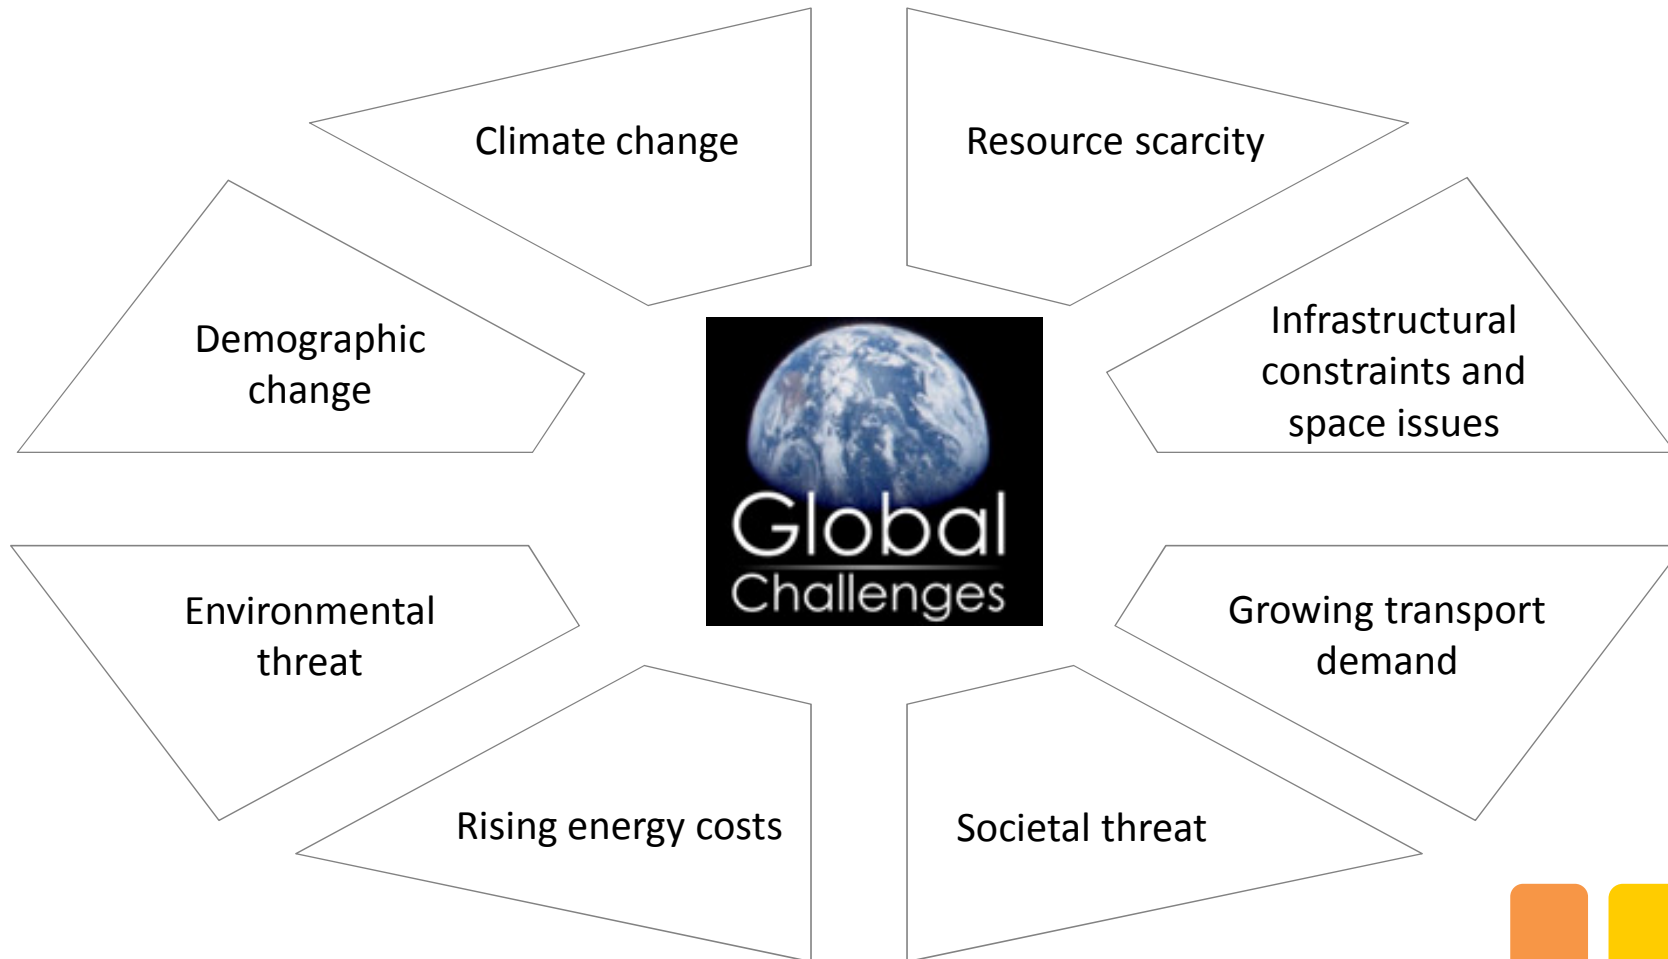 Climate change
Resource scarcity
Demographic
change
Infrastructural
constraints and
space issues
Global
Challenges
Environmental
threat
Growing transport
demand
Rising energy costs
Societal threat